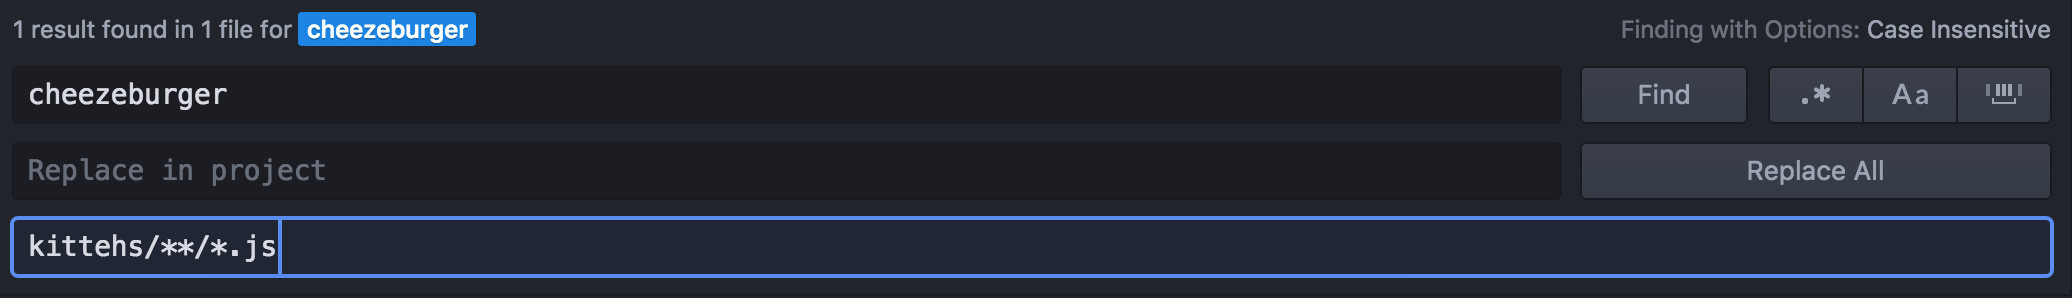 1 result found in 1 file for cheezeburger
Finding with Options: Case Insensitive
cheezeburger
Find
.*
Aa
Replace in project
Replace All
kittehs/**/*.js